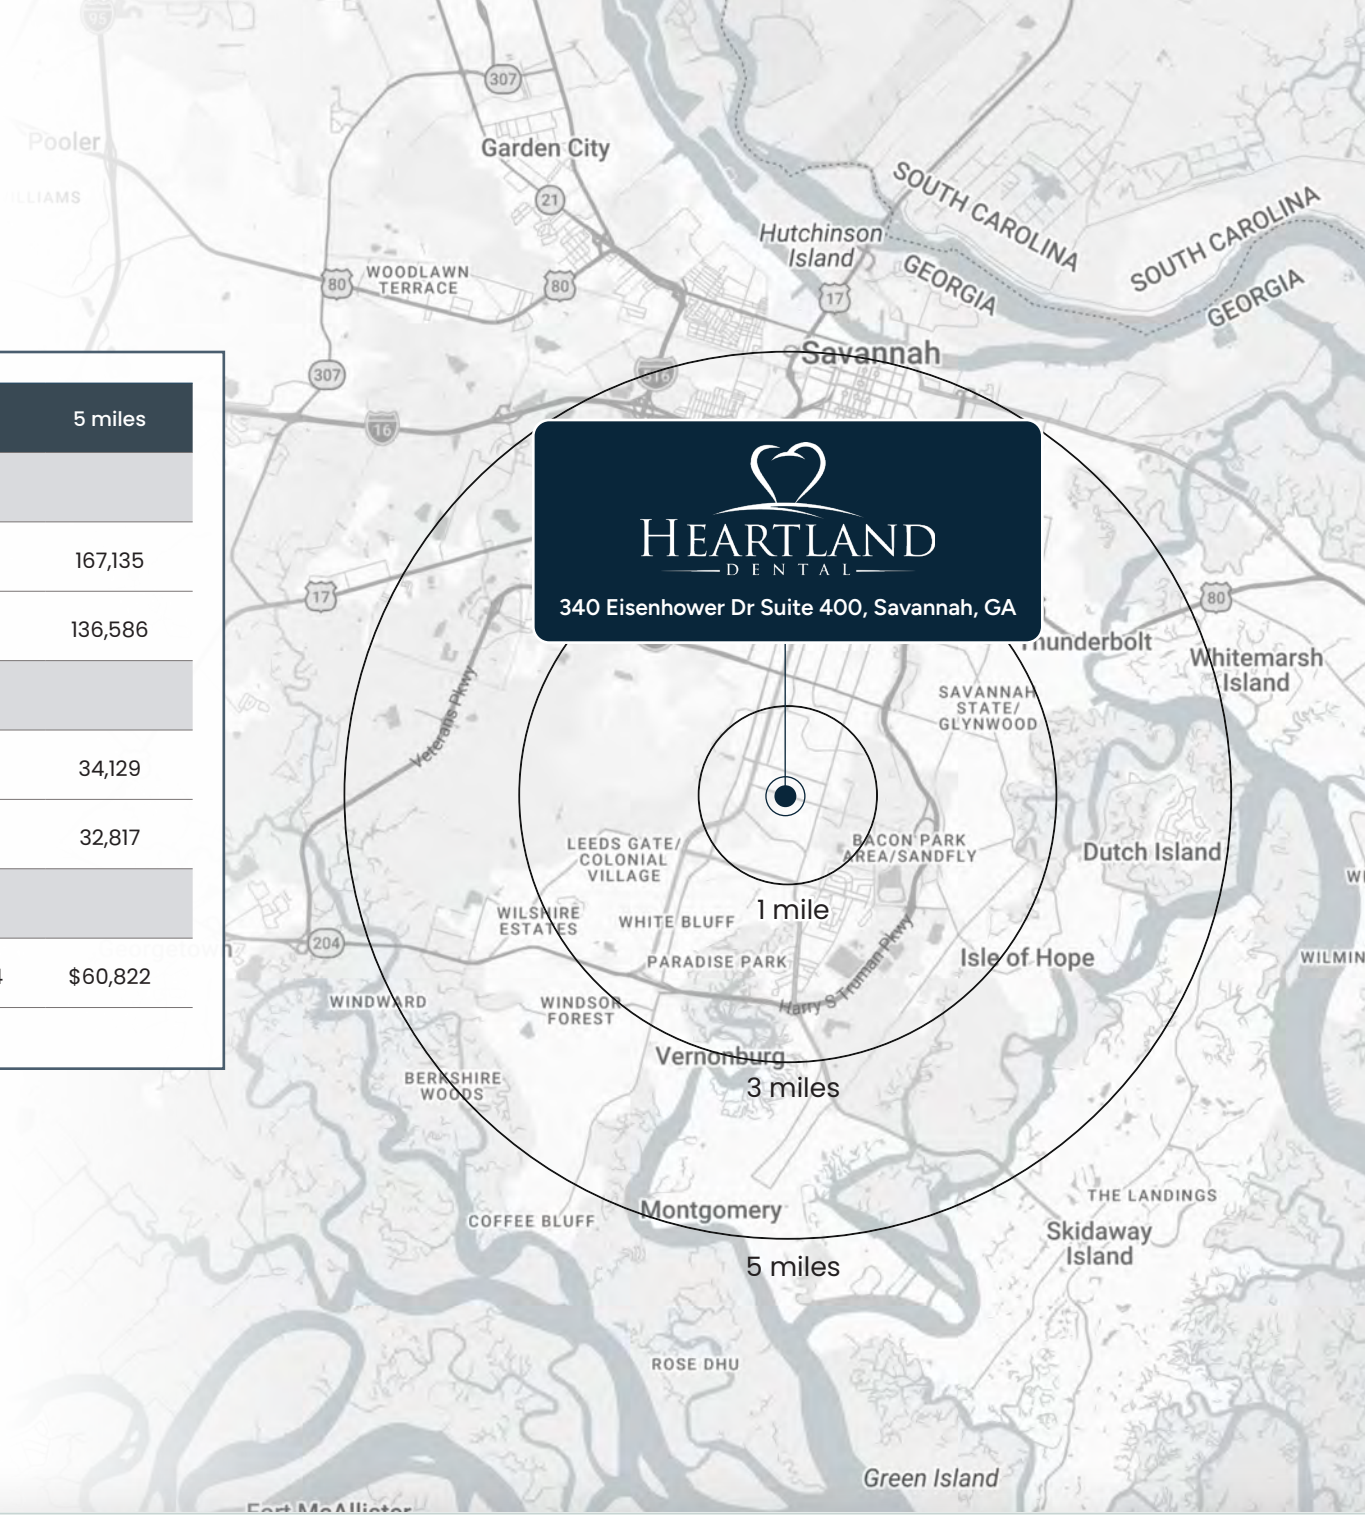 95
307
Pooler
Garden City
21
SOUTH CAROLINA
SOUTH CAROLINA
Hutchinson
Island
GEORGIA
GEORGIA
WOODLAWN
TERRACE
80
80
17
Savannah
307
16
5 miles
HEARTLAND
DENTAL
340 Eisenhower Dr Suite 400, Savannah, GA
167,135
17
80
136,586
Whitemarsh
Island
SAVANNAH
STATE/
GLYNWOOD
Veterans Pkwy
34,129
32,817
LEEDS GATE/
COLONIAL
VILLAGE
BACON PARK
AREA/SANDFLY
Dutch Island
1 mile
WILSHIRE
ESTATES
WHITE BLUFF
204
PARADISE PARK
Harry S Truman Pkwy
Isle of Hope
$60,822
WINDWARD
WINDSOR
FOREST
Vernonburg
BERKSHIRE
WOODS
3 miles
THE LANDINGS
Montgomery
COFFEE BLUFF
Skidaway
Island
5 miles
ROSE DHU
Green Island